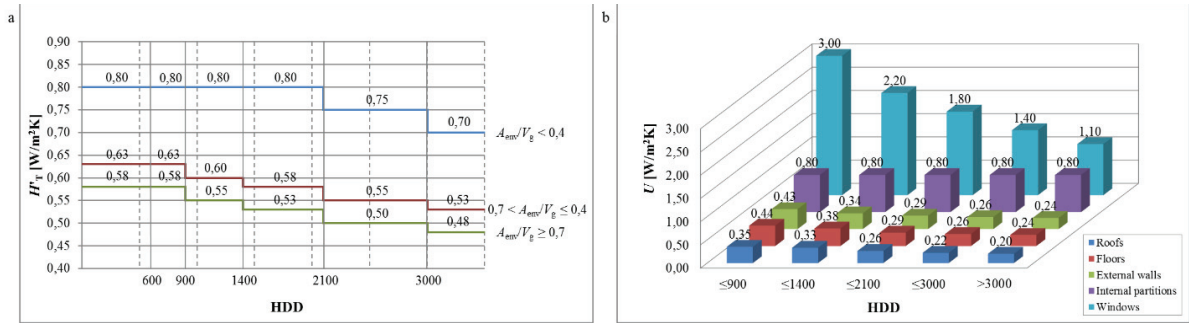 a
0,90
0,85
0,80
0,75
0,70
0,65
0,60
0,55
0,50
0,45
0,40
H'T [W/m²K]
0,80 0,80 0,80 0,80
0,75
0,70
Aenv/Vg < 0,4
0,63 0,63
0,60
0,58
0,55
0,53
0,7 < Aenv/Vg ≤ 0,4
0,58 0,58
0,55
0,53
0,50
0,48
Aenv/Vg ≥ 0,7
600 900 1400 2100 3000
HDD
b
3,00
2,20
1,80
1,40
1,10
0,80 0,80 0,80 0,80 0,80
0,43 0,34 0,29 0,26 0,24
0,44 0,38 0,29 0,26 0,24
0,35 0,33 0,26 0,22 0,20
3,00
2,50
2,00
1,50
1,00
0,50
0,00
U [W/m²K]
≤900 ≤1400 ≤2100 ≤3000 >3000
HDD
Roofs
Floors
External walls
Internal partitions
Windows